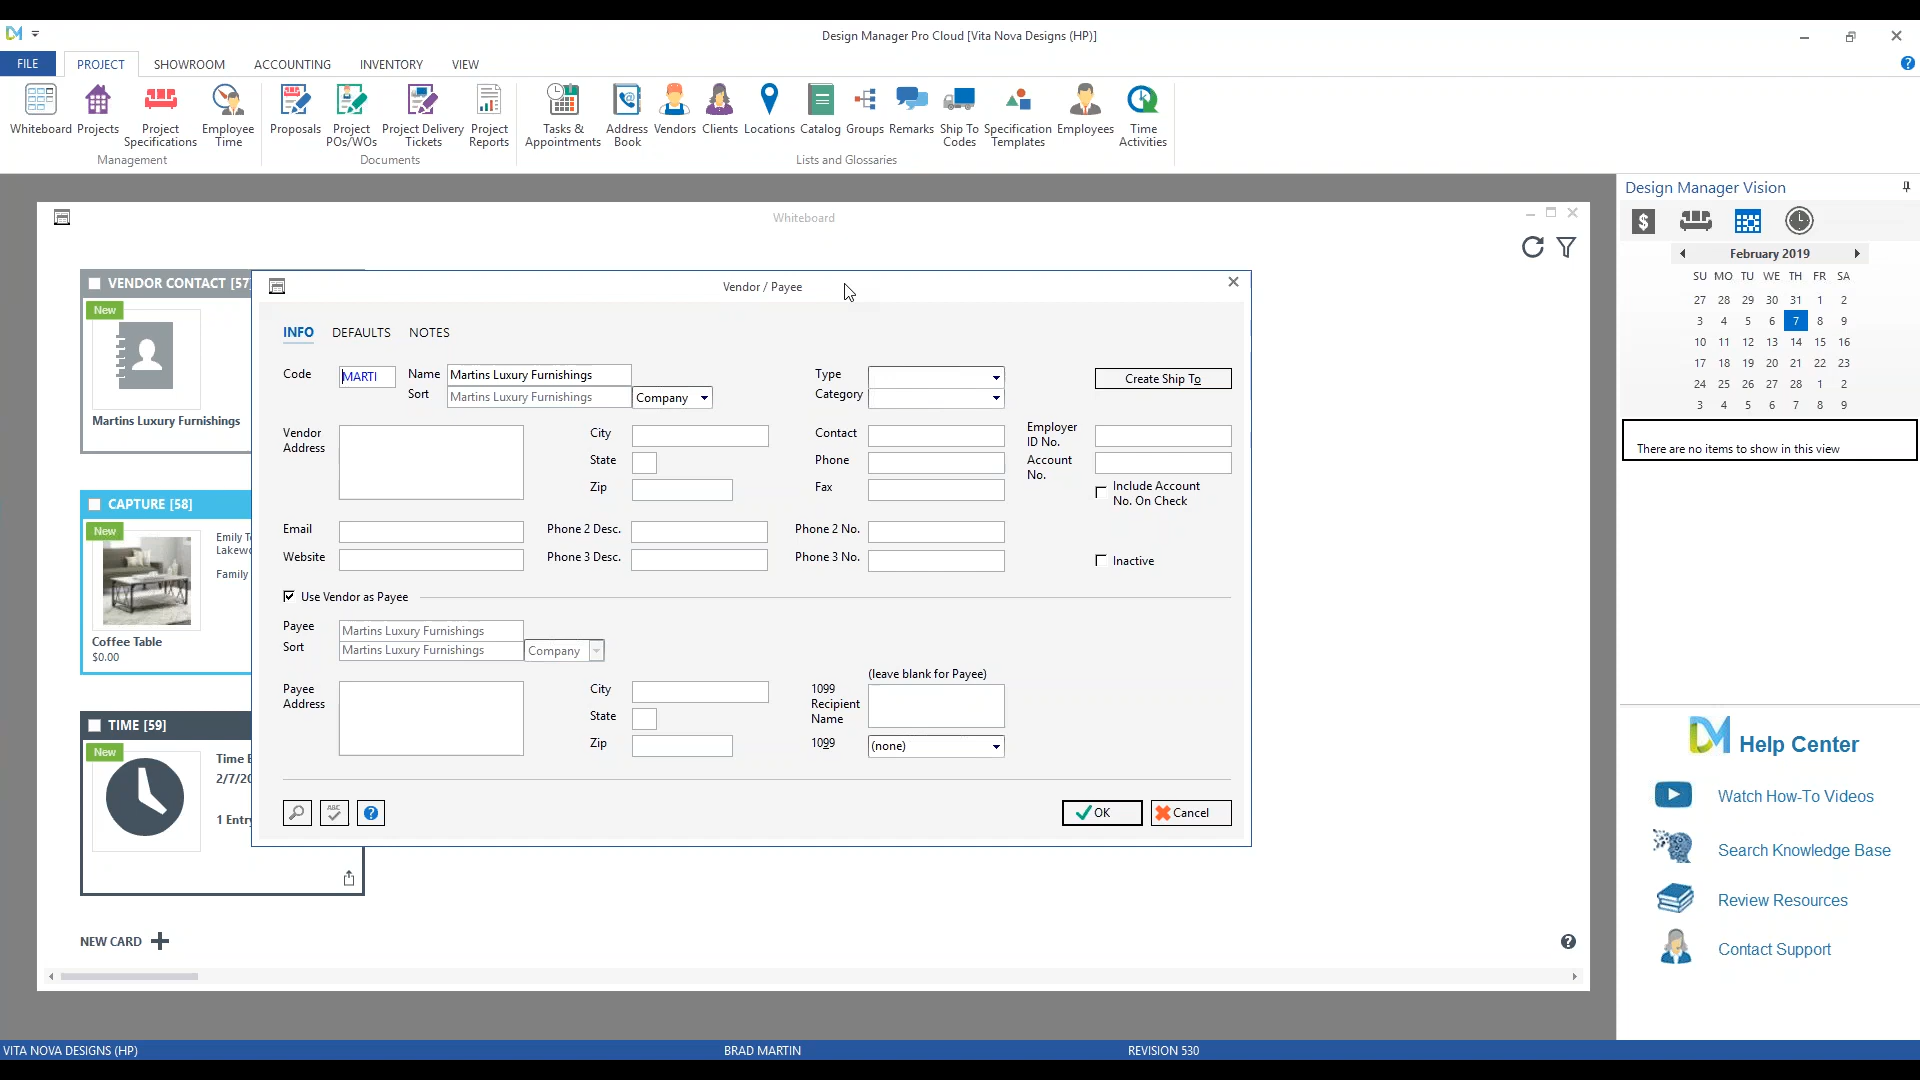 Design Manager Pro Cloud [Vita Nova Designs (HP)]
FILE PROJECT SHOWROOM ACCOUNTING INVENTORY VIEW
Whiteboard
Projects
Project Specifications
Employee Time
Management
Proposals
Project POs/WOs
Project Delivery Tickets
Project Reports
Documents
Tasks & Appointments
Address Book
Vendors
Clients
Locations
Catalog
Groups
Remarks
Ship To Codes
Specification Templates
Employees
Time Activities
Lists and Glossaries
Whiteboard
VENDOR CONTACT [57]
New
Martins Luxury Furnishings
CAPTURE [58]
New
Emily T
Lakew
Family
Coffee Table
$0.00
TIME [59]
New
Time E
2/7/20
1 Entr
NEW CARD
Vendor / Payee
INFO DEFAULTS NOTES
Code MARTI Name Martins Luxury Furnishings
Sort Martins Luxury Furnishings Company
Type
Category
Create Ship To
Vendor Address
City
State
Zip
Contact
Phone
Fax
Employer ID No.
Account No.
Include Account No. On Check
Email
Website
Phone 2 Desc.
Phone 3 Desc.
Phone 2 No.
Phone 3 No.
Inactive
Use Vendor as Payee
Payee Martins Luxury Furnishings
Sort Martins Luxury Furnishings Company
Payee Address
City
State
Zip
(leave blank for Payee)
1099 Recipient Name
1099 (none)
ABC
OK Cancel
Design Manager Vision
February 2019
SU MO TU WE TH FR SA
27 28 29 30 31 1 2
3 4 5 6 7 8 9
10 11 12 13 14 15 16
17 18 19 20 21 22 23
24 25 26 27 28 1 2
3 4 5 6 7 8 9
There are no items to show in this view
DM Help Center
Watch How-To Videos
Search Knowledge Base
Review Resources
Contact Support
VITA NOVA DESIGNS (HP) BRAD MARTIN REVISION 530